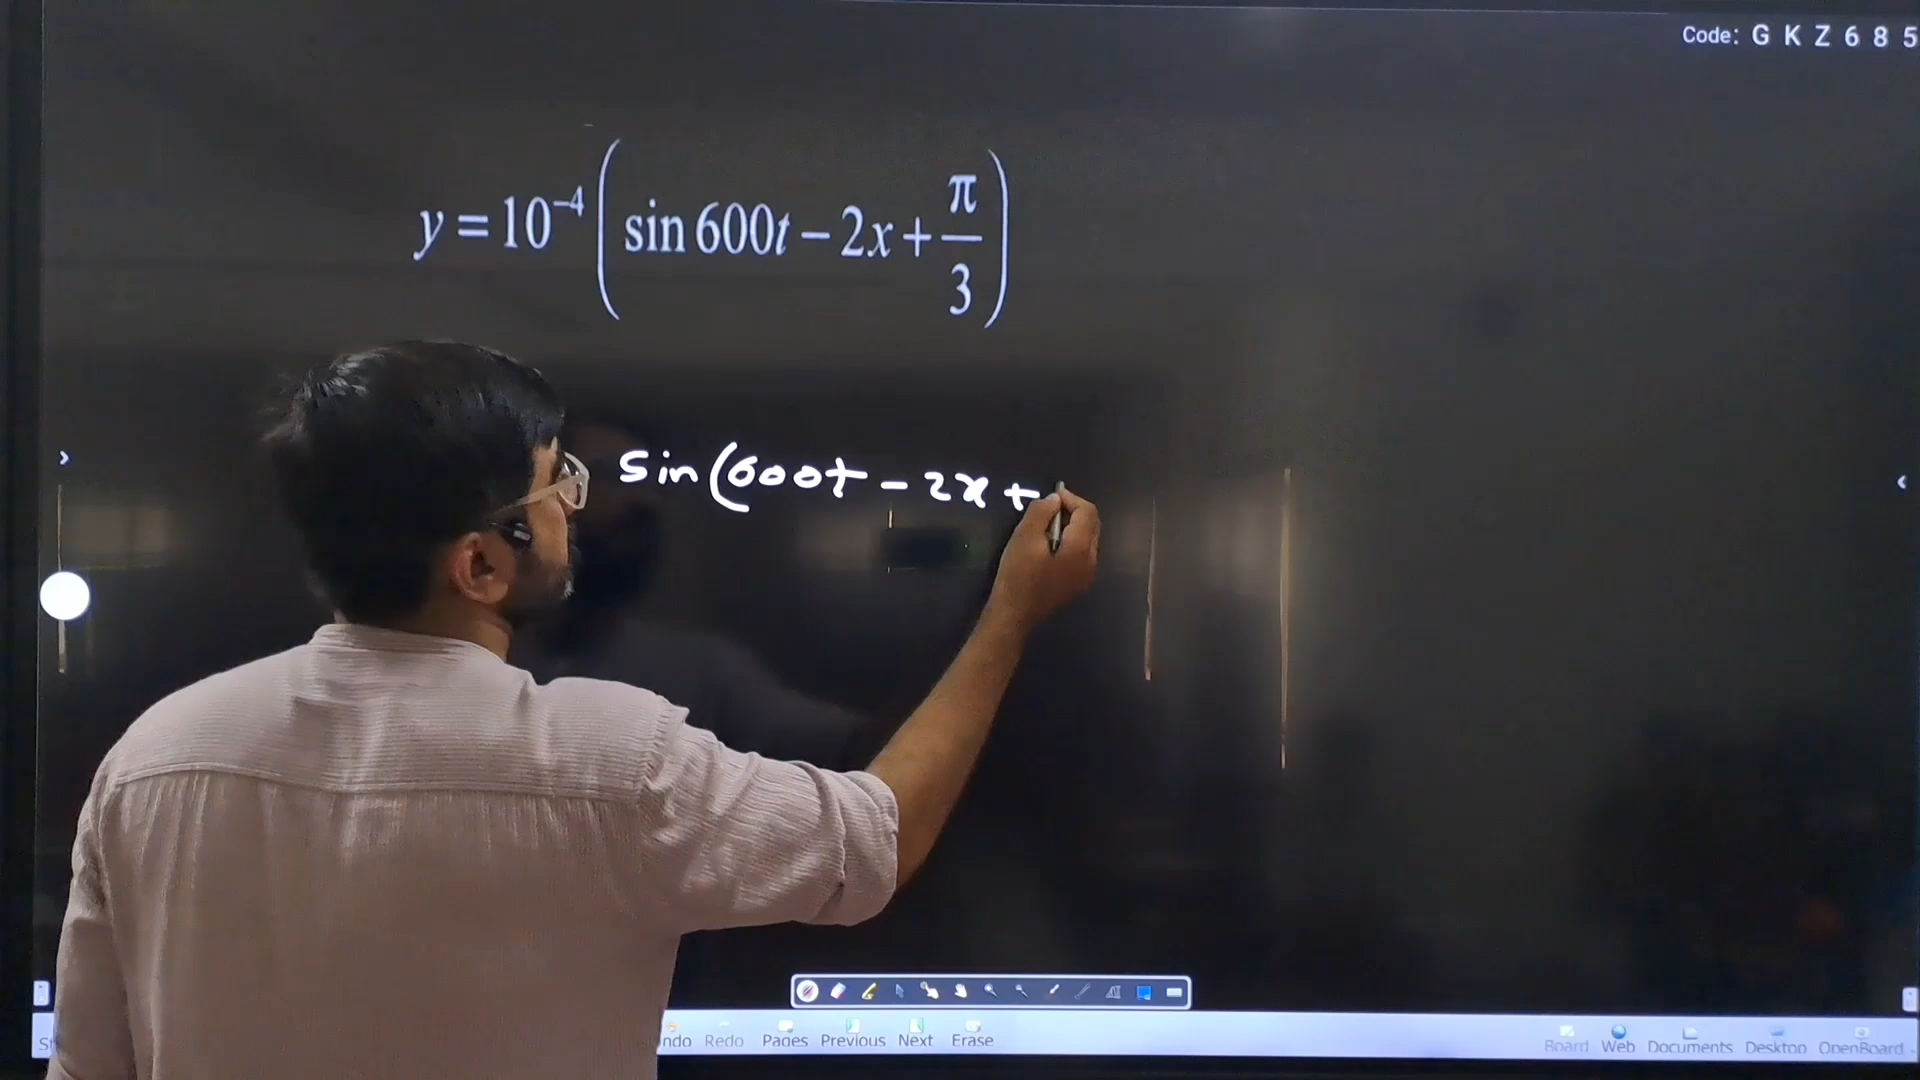 Code: G K Z 6 8 5
y = 10⁻⁴ ( sin 600t − 2x + π/3 )
sin (600t − 2x +
Redo Pages Previous Next Erase
Board Web Documents Desktop OpenBoard